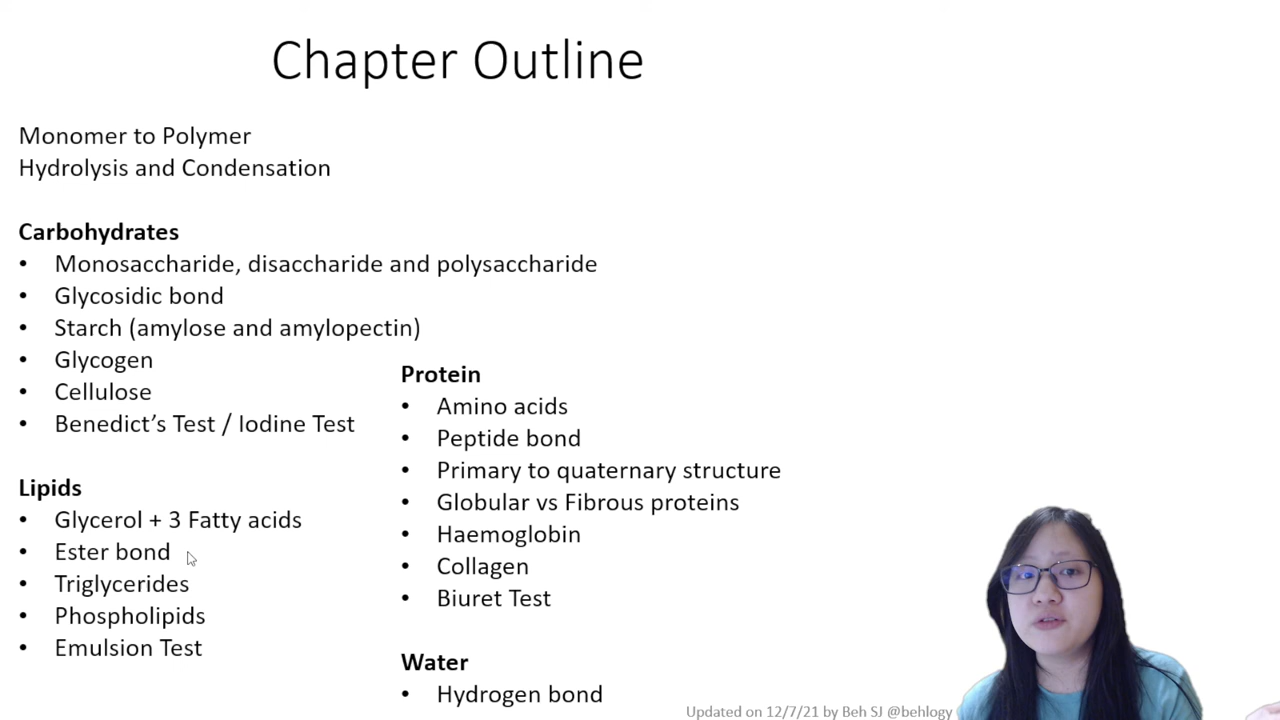 Chapter Outline
Monomer to Polymer
Hydrolysis and Condensation
Carbohydrates
• Monosaccharide, disaccharide and polysaccharide
• Glycosidic bond
• Starch (amylose and amylopectin)
• Glycogen
• Cellulose
• Benedict’s Test / Iodine Test
Lipids
• Glycerol + 3 Fatty acids
• Ester bond
• Triglycerides
• Phospholipids
• Emulsion Test
Protein
• Amino acids
• Peptide bond
• Primary to quaternary structure
• Globular vs Fibrous proteins
• Haemoglobin
• Collagen
• Biuret Test
Water
• Hydrogen bond
Updated on 12/7/21 by Beh SJ @behlogy